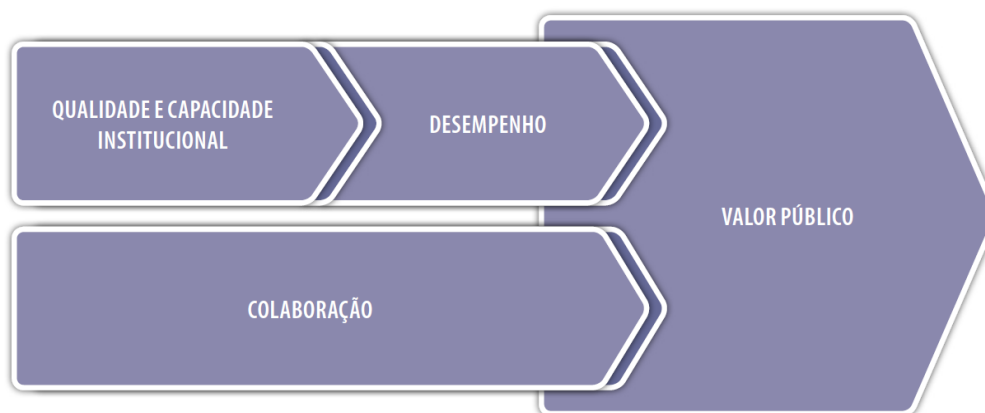 QUALIDADE E CAPACIDADE
INSTITUCIONAL
DESEMPENHO
VALOR PÚBLICO
COLABORAÇÃO